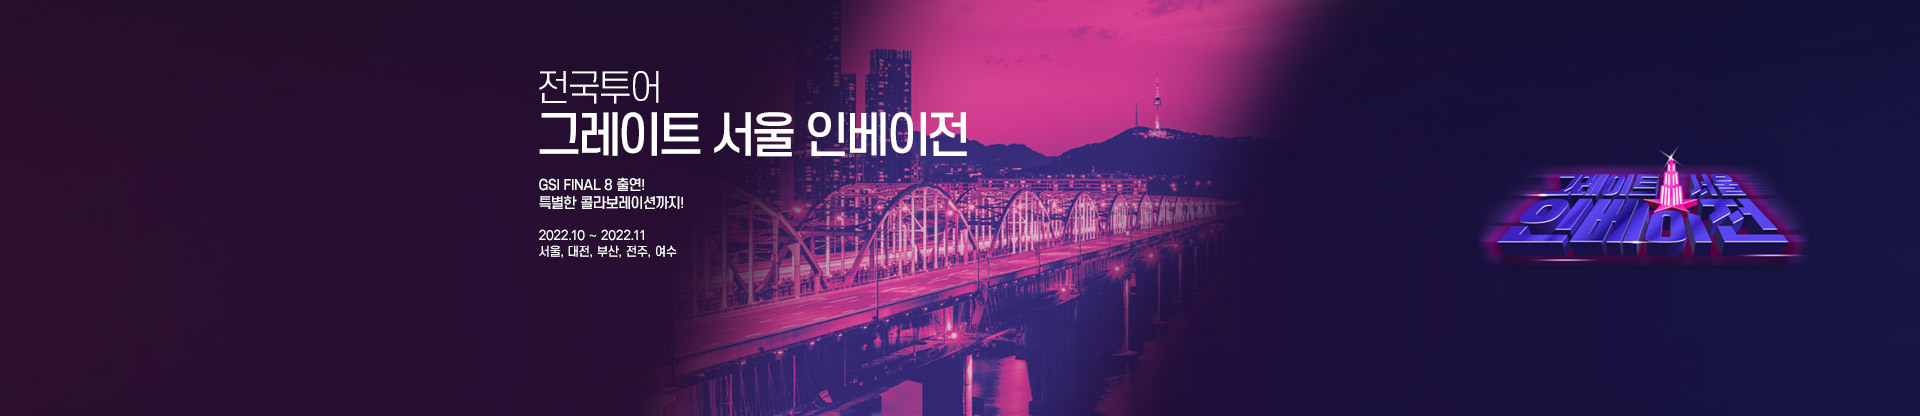 전국투어
그레이트 서울 인베이전
GSI FINAL 8 출연!
특별한 콜라보레이션까지!
2022.10 ~ 2022.11
서울, 대전, 부산, 전주, 여수
그레이트 서울
인베이전